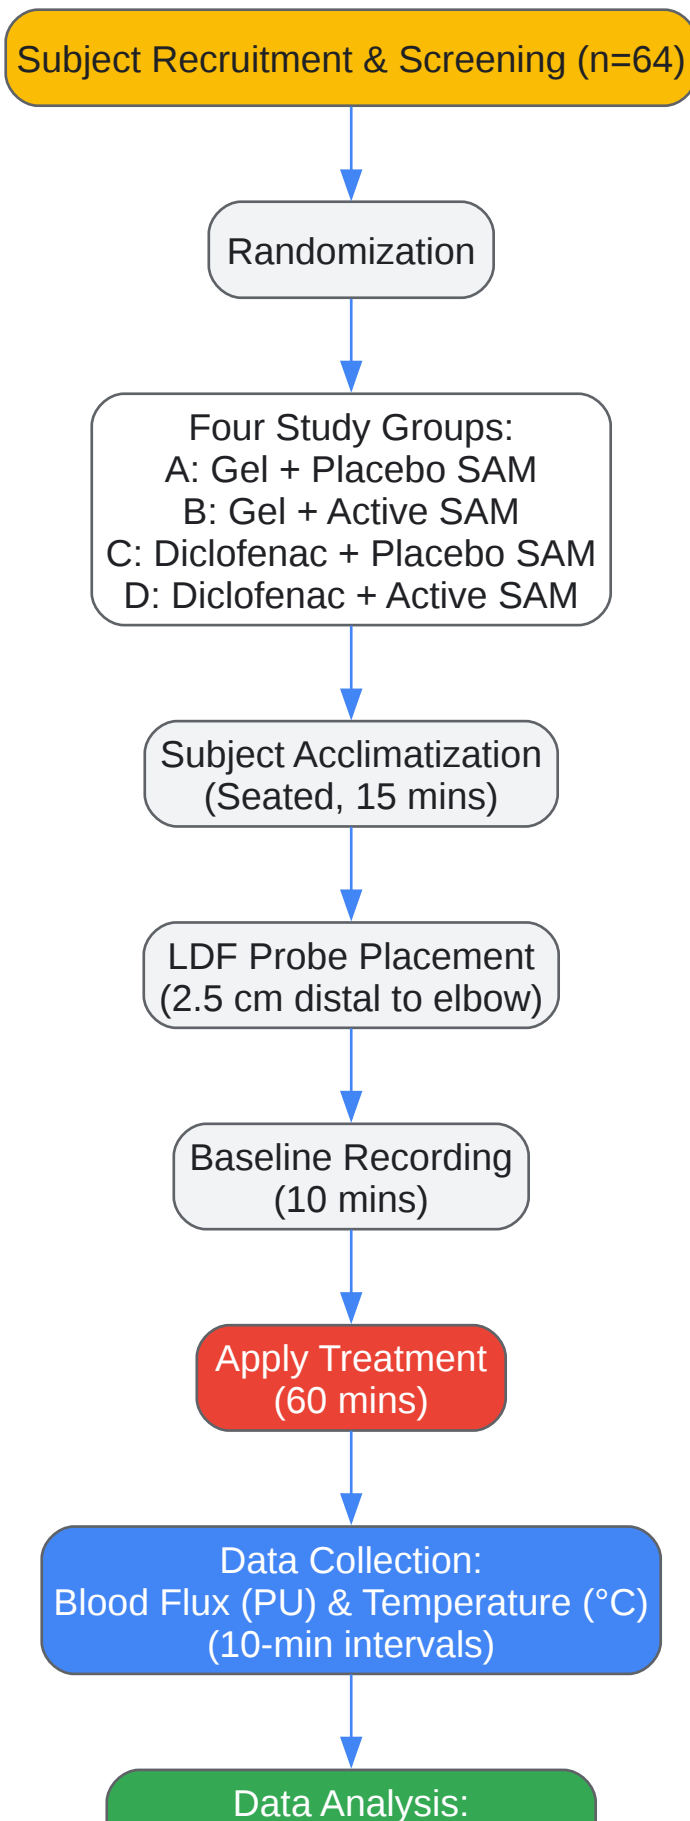 Subject Recruitment & Screening (n=64)
Randomization
Four Study Groups:
A: Gel + Placebo SAM
B: Gel + Active SAM
C: Diclofenac + Placebo SAM
D: Diclofenac + Active SAM
Subject Acclimatization
(Seated, 15 mins)
LDF Probe Placement
(2.5 cm distal to elbow)
Baseline Recording
(10 mins)
Apply Treatment
(60 mins)
Data Collection:
Blood Flux (PU) & Temperature (°C)
(10-min intervals)
Data Analysis: